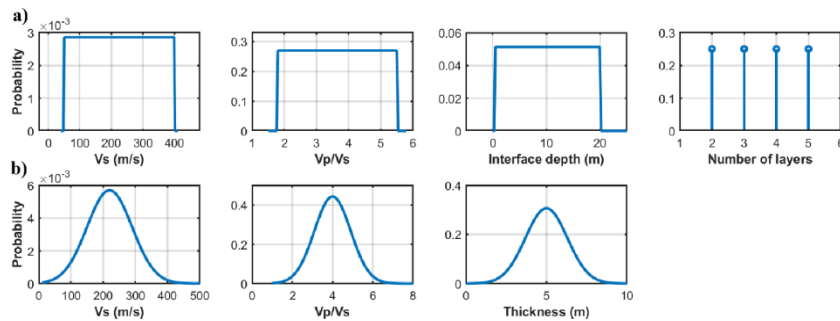 a)
×10⁻³
Probability
3
2
1
0
0 100 200 300 400
Vs (m/s)
0.3
0.2
0.1
0
1 2 3 4 5 6
Vp/Vs
0.06
0.04
0.02
0
0 10 20
Interface depth (m)
0.3
0.2
0.1
0
1 2 3 4 5 6
Number of layers
b)
×10⁻³
Probability
6
4
2
0
100 200 300 400 500
Vs (m/s)
0.4
0.2
0
0 2 4 6 8
Vp/Vs
0.4
0.2
0
0 5 10
Thickness (m)